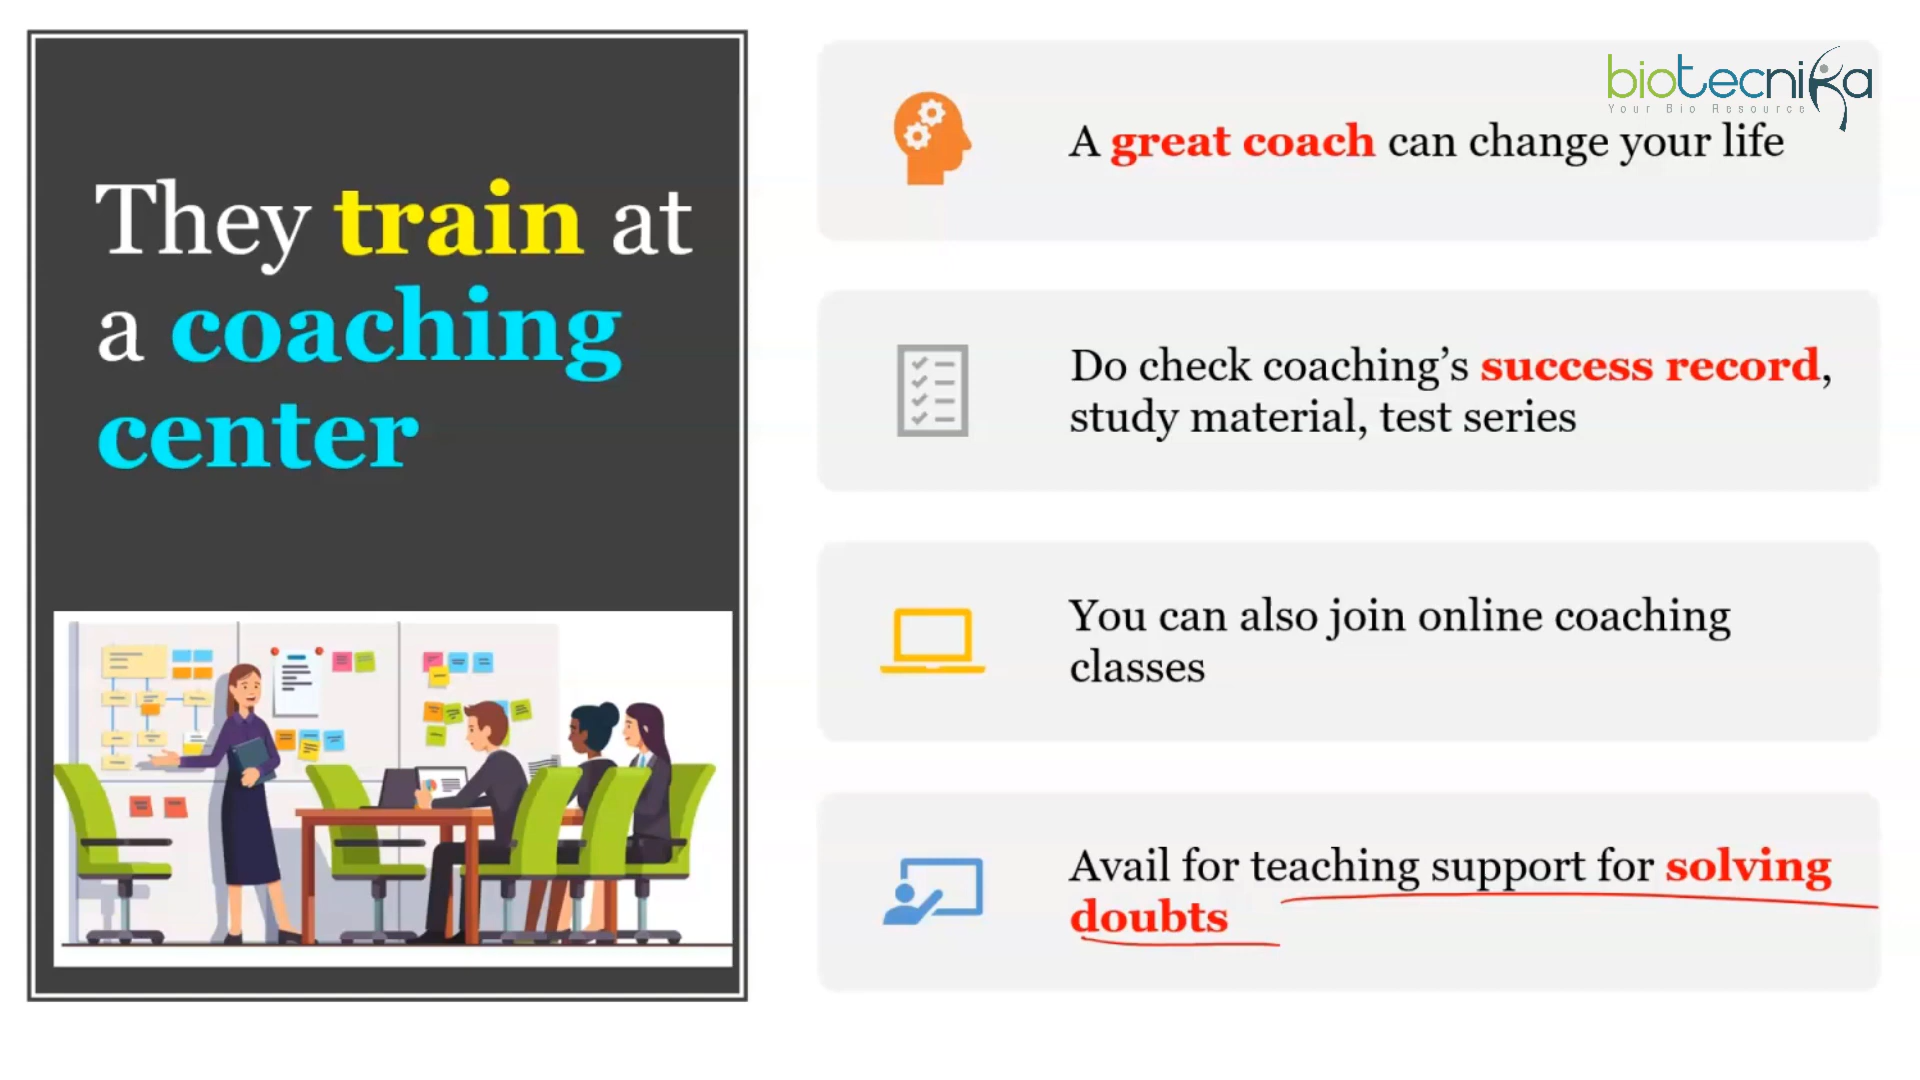 They train at
a coaching
center
biotecnika
Your Bio Resource
A great coach can change your life
Do check coaching’s success record,
study material, test series
You can also join online coaching
classes
Avail for teaching support for solving
doubts